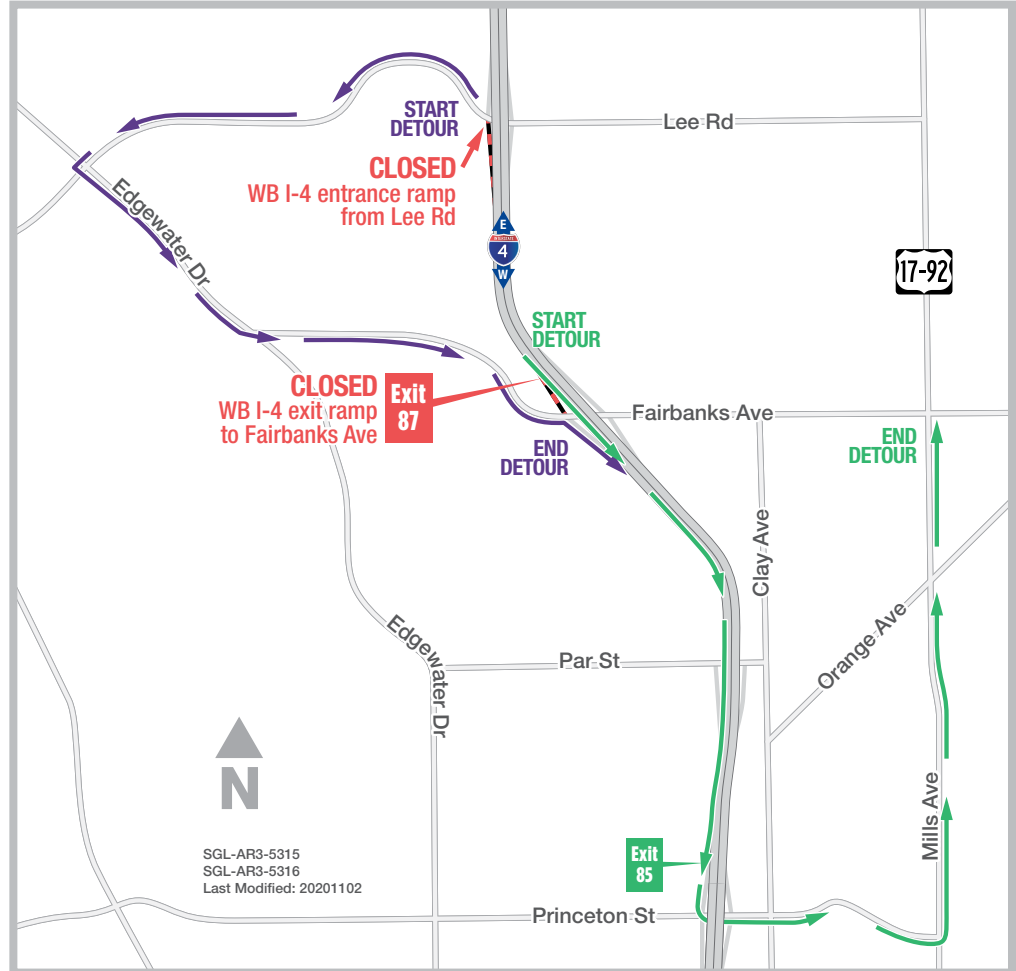 START
DETOUR
Lee Rd
CLOSED
WB I-4 entrance ramp
from Lee Rd
Edgewater Dr
E
INTERSTATE
4
W
17-92
START
DETOUR
CLOSED
WB I-4 exit ramp
to Fairbanks Ave
Exit
87
Fairbanks Ave
END
DETOUR
END
DETOUR
Clay Ave
Orange Ave
Edgewater Dr
Par St
N
Mills Ave
SGL-AR3-5315
SGL-AR3-5316
Last Modified: 20201102
Exit
85
Princeton St